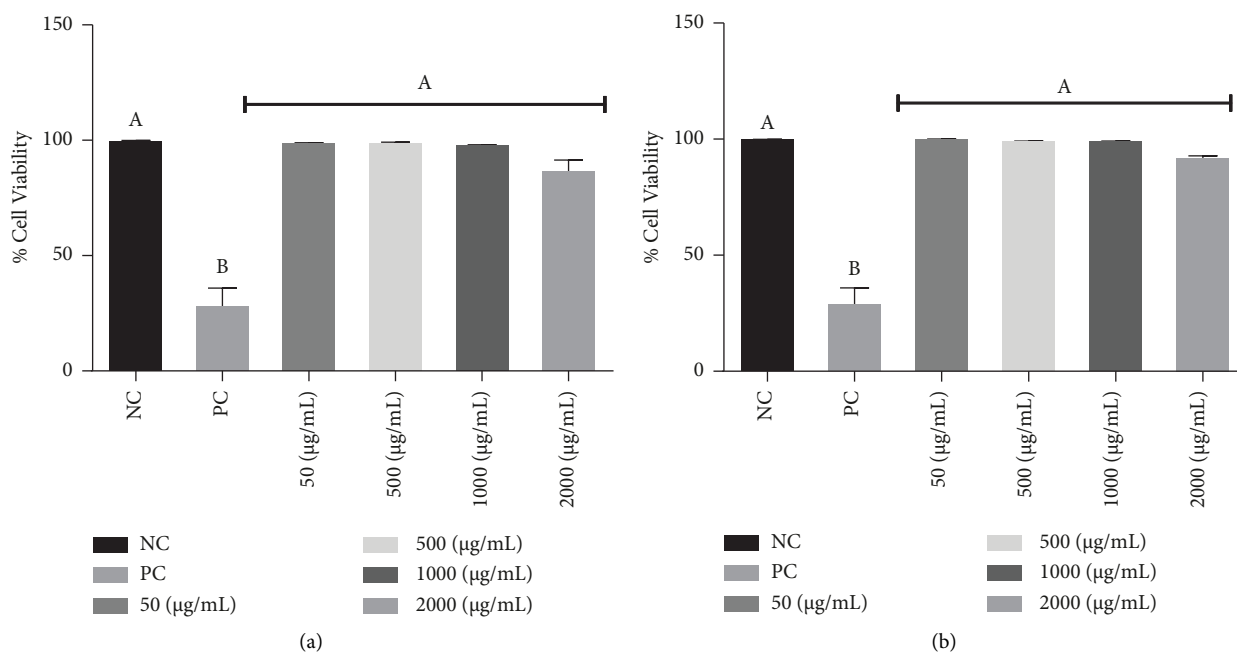 150
100
50
0
% Cell Viability
A
B
A
NC
PC
50 (μg/mL)
500 (μg/mL)
1000 (μg/mL)
2000 (μg/mL)
NC
PC
50 (μg/mL)
500 (μg/mL)
1000 (μg/mL)
2000 (μg/mL)
(a)
150
100
50
0
% Cell Viability
A
B
A
NC
PC
50 (μg/mL)
500 (μg/mL)
1000 (μg/mL)
2000 (μg/mL)
NC
PC
50 (μg/mL)
500 (μg/mL)
1000 (μg/mL)
2000 (μg/mL)
(b)